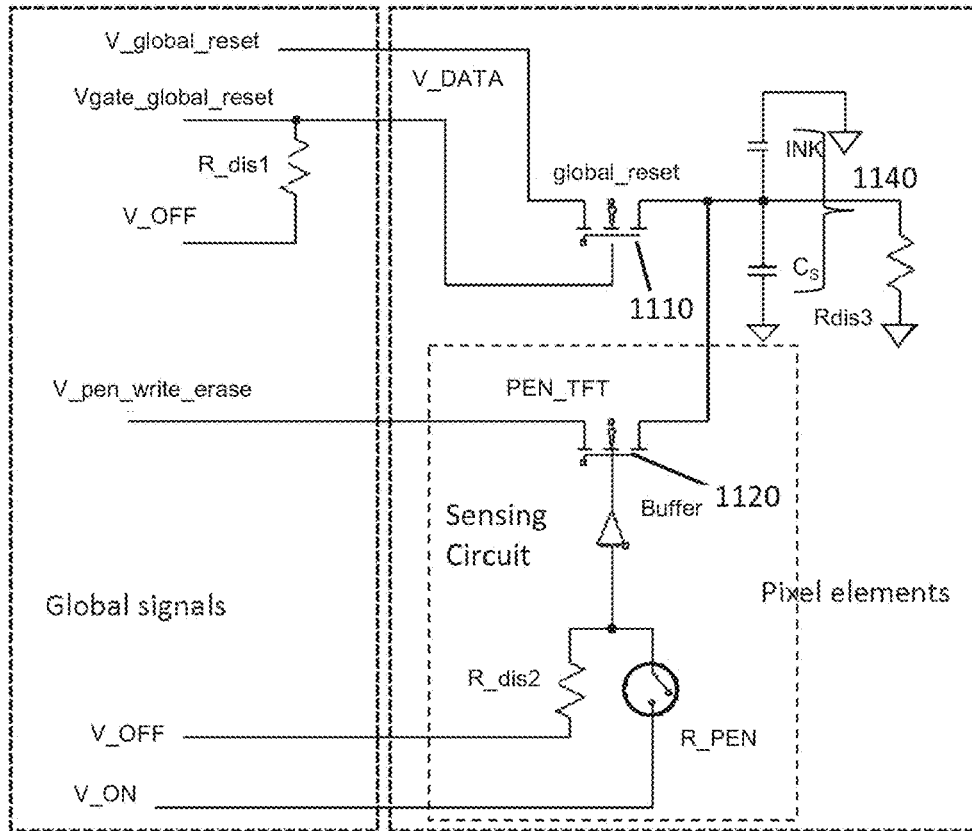 V_global_reset
V_DATA
Vgate_global_reset
R_dis1
INK
global_reset
1140
V_OFF
Cs
1110
Rdis3
V_pen_write_erase
PEN_TFT
1120
Buffer
Sensing
Circuit
Global signals
Pixel elements
R_dis2
V_OFF
R_PEN
V_ON